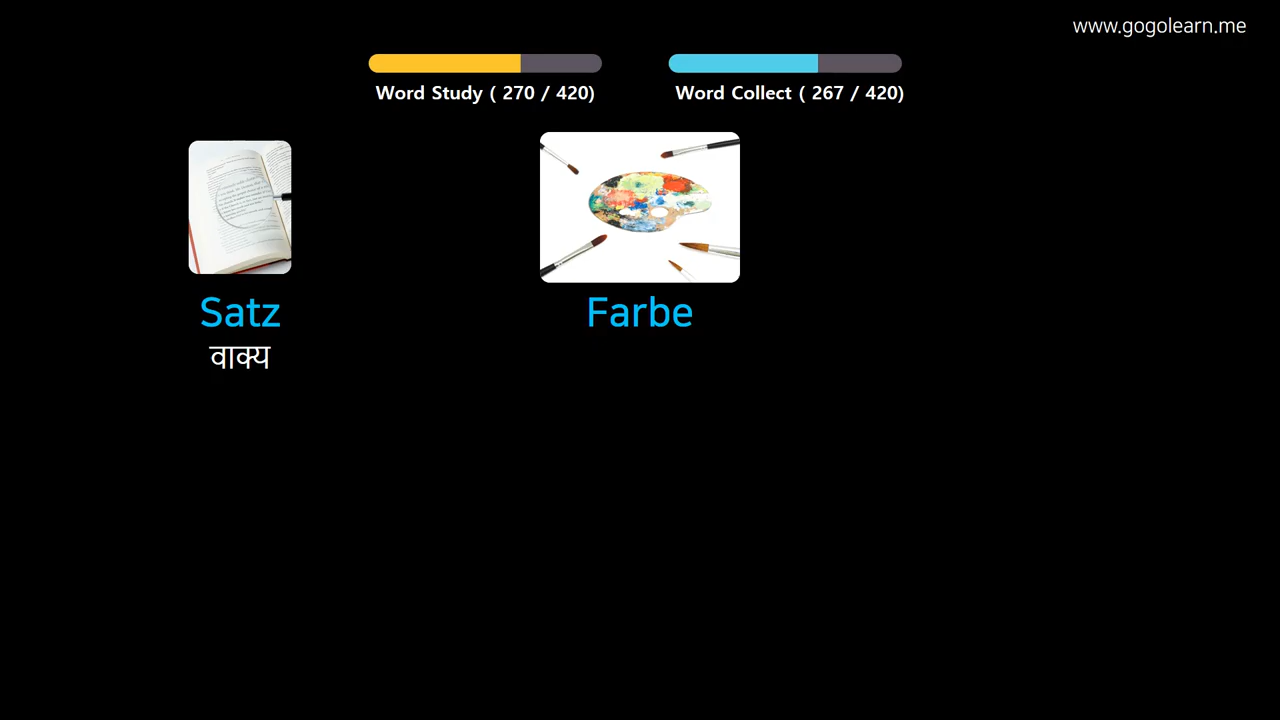 www.gogolearn.me
Word Study ( 270 / 420)
Word Collect ( 267 / 420)
Satz
वाक्य
Farbe